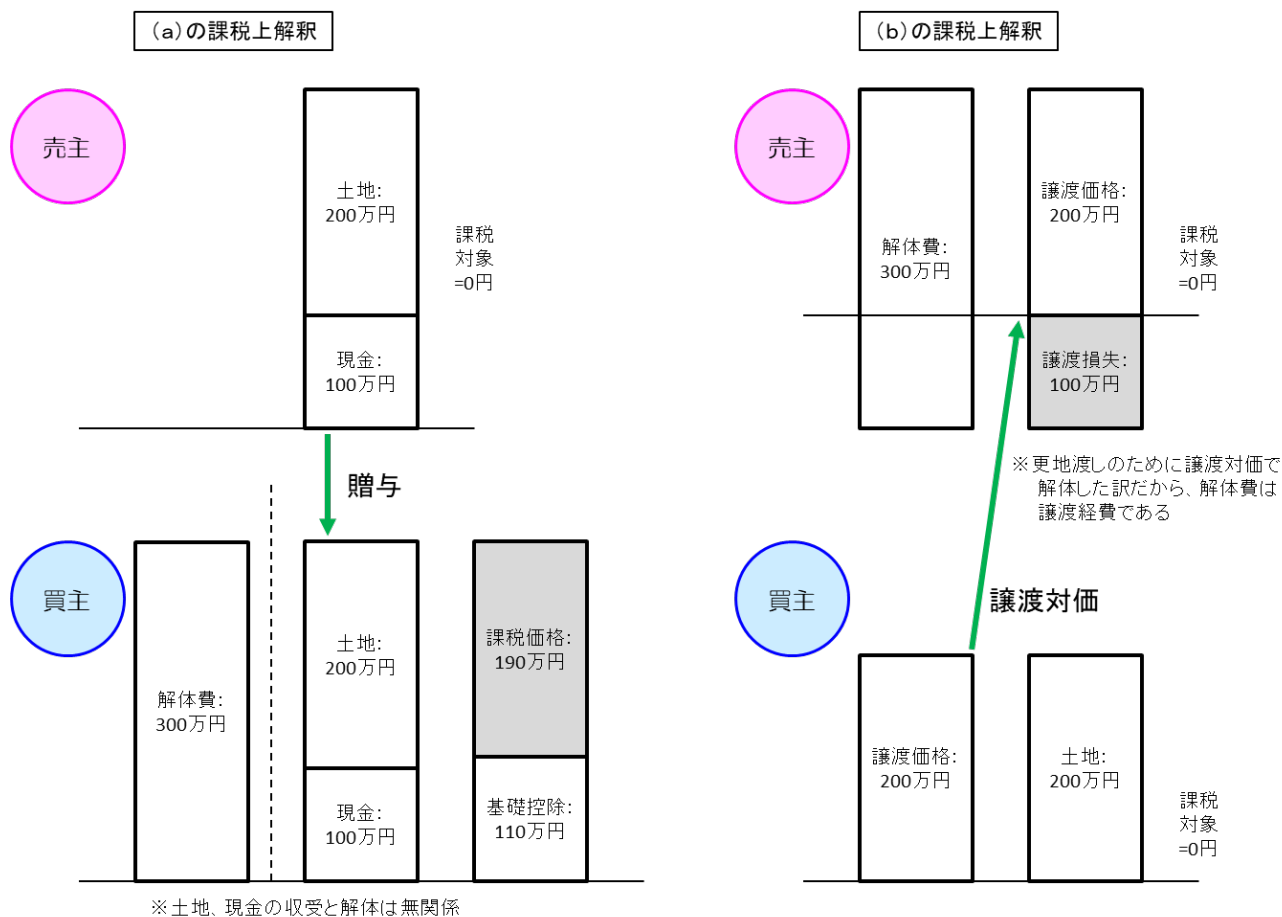 (a)の課税上解釈
売主
土地:
200万円
課税
対象
=0円
現金:
100万円
贈与
買主
解体費:
300万円
土地:
200万円
現金:
100万円
課税価格:
190万円
基礎控除:
110万円
※土地、現金の収受と解体は無関係
(b)の課税上解釈
売主
解体費:
300万円
譲渡価格:
200万円
課税
対象
=0円
譲渡損失:
100万円
※更地渡しのために譲渡対価で
解体した訳だから、解体費は
譲渡経費である
買主
譲渡対価
譲渡価格:
200万円
土地:
200万円
課税
対象
=0円